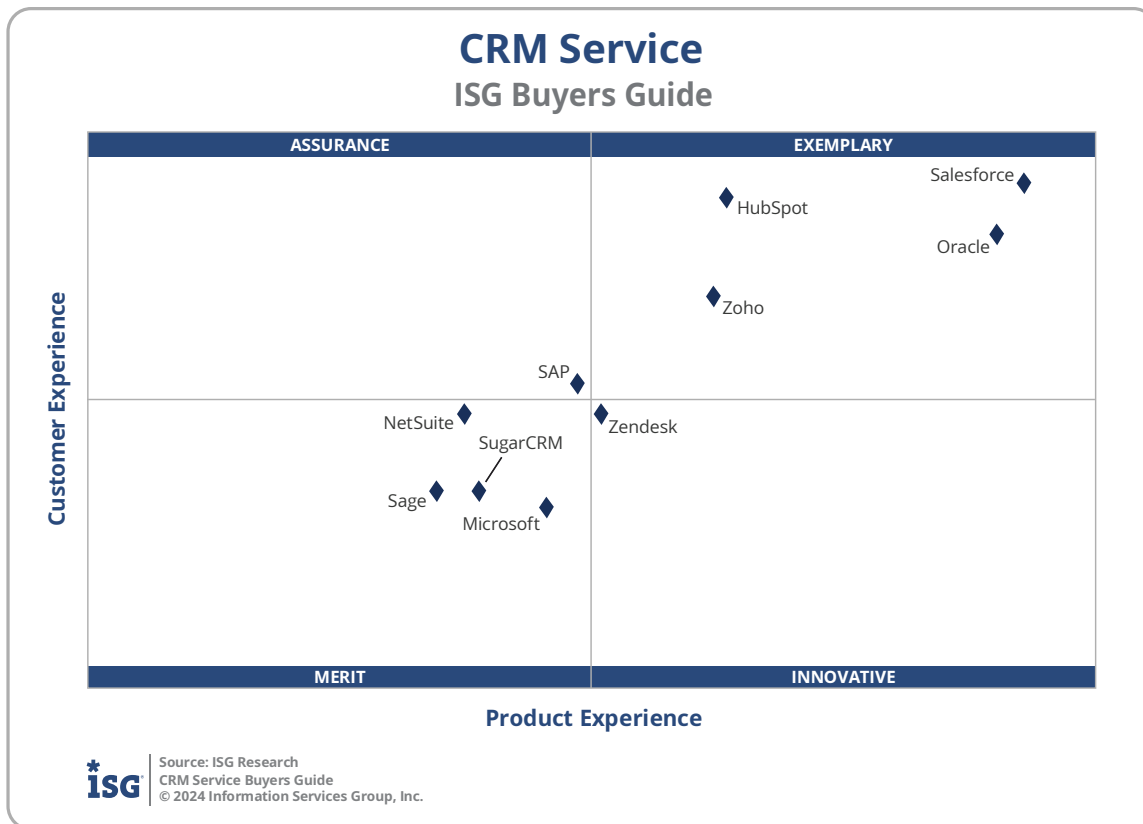 CRM Service
ISG Buyers Guide
ASSURANCE
EXEMPLARY
Salesforce
HubSpot
Oracle
Zoho
SAP
NetSuite
Zendesk
SugarCRM
Sage
Microsoft
Customer Experience
MERIT
INNOVATIVE
Product Experience
ISG
Source: ISG Research
CRM Service Buyers Guide
© 2024 Information Services Group, Inc.